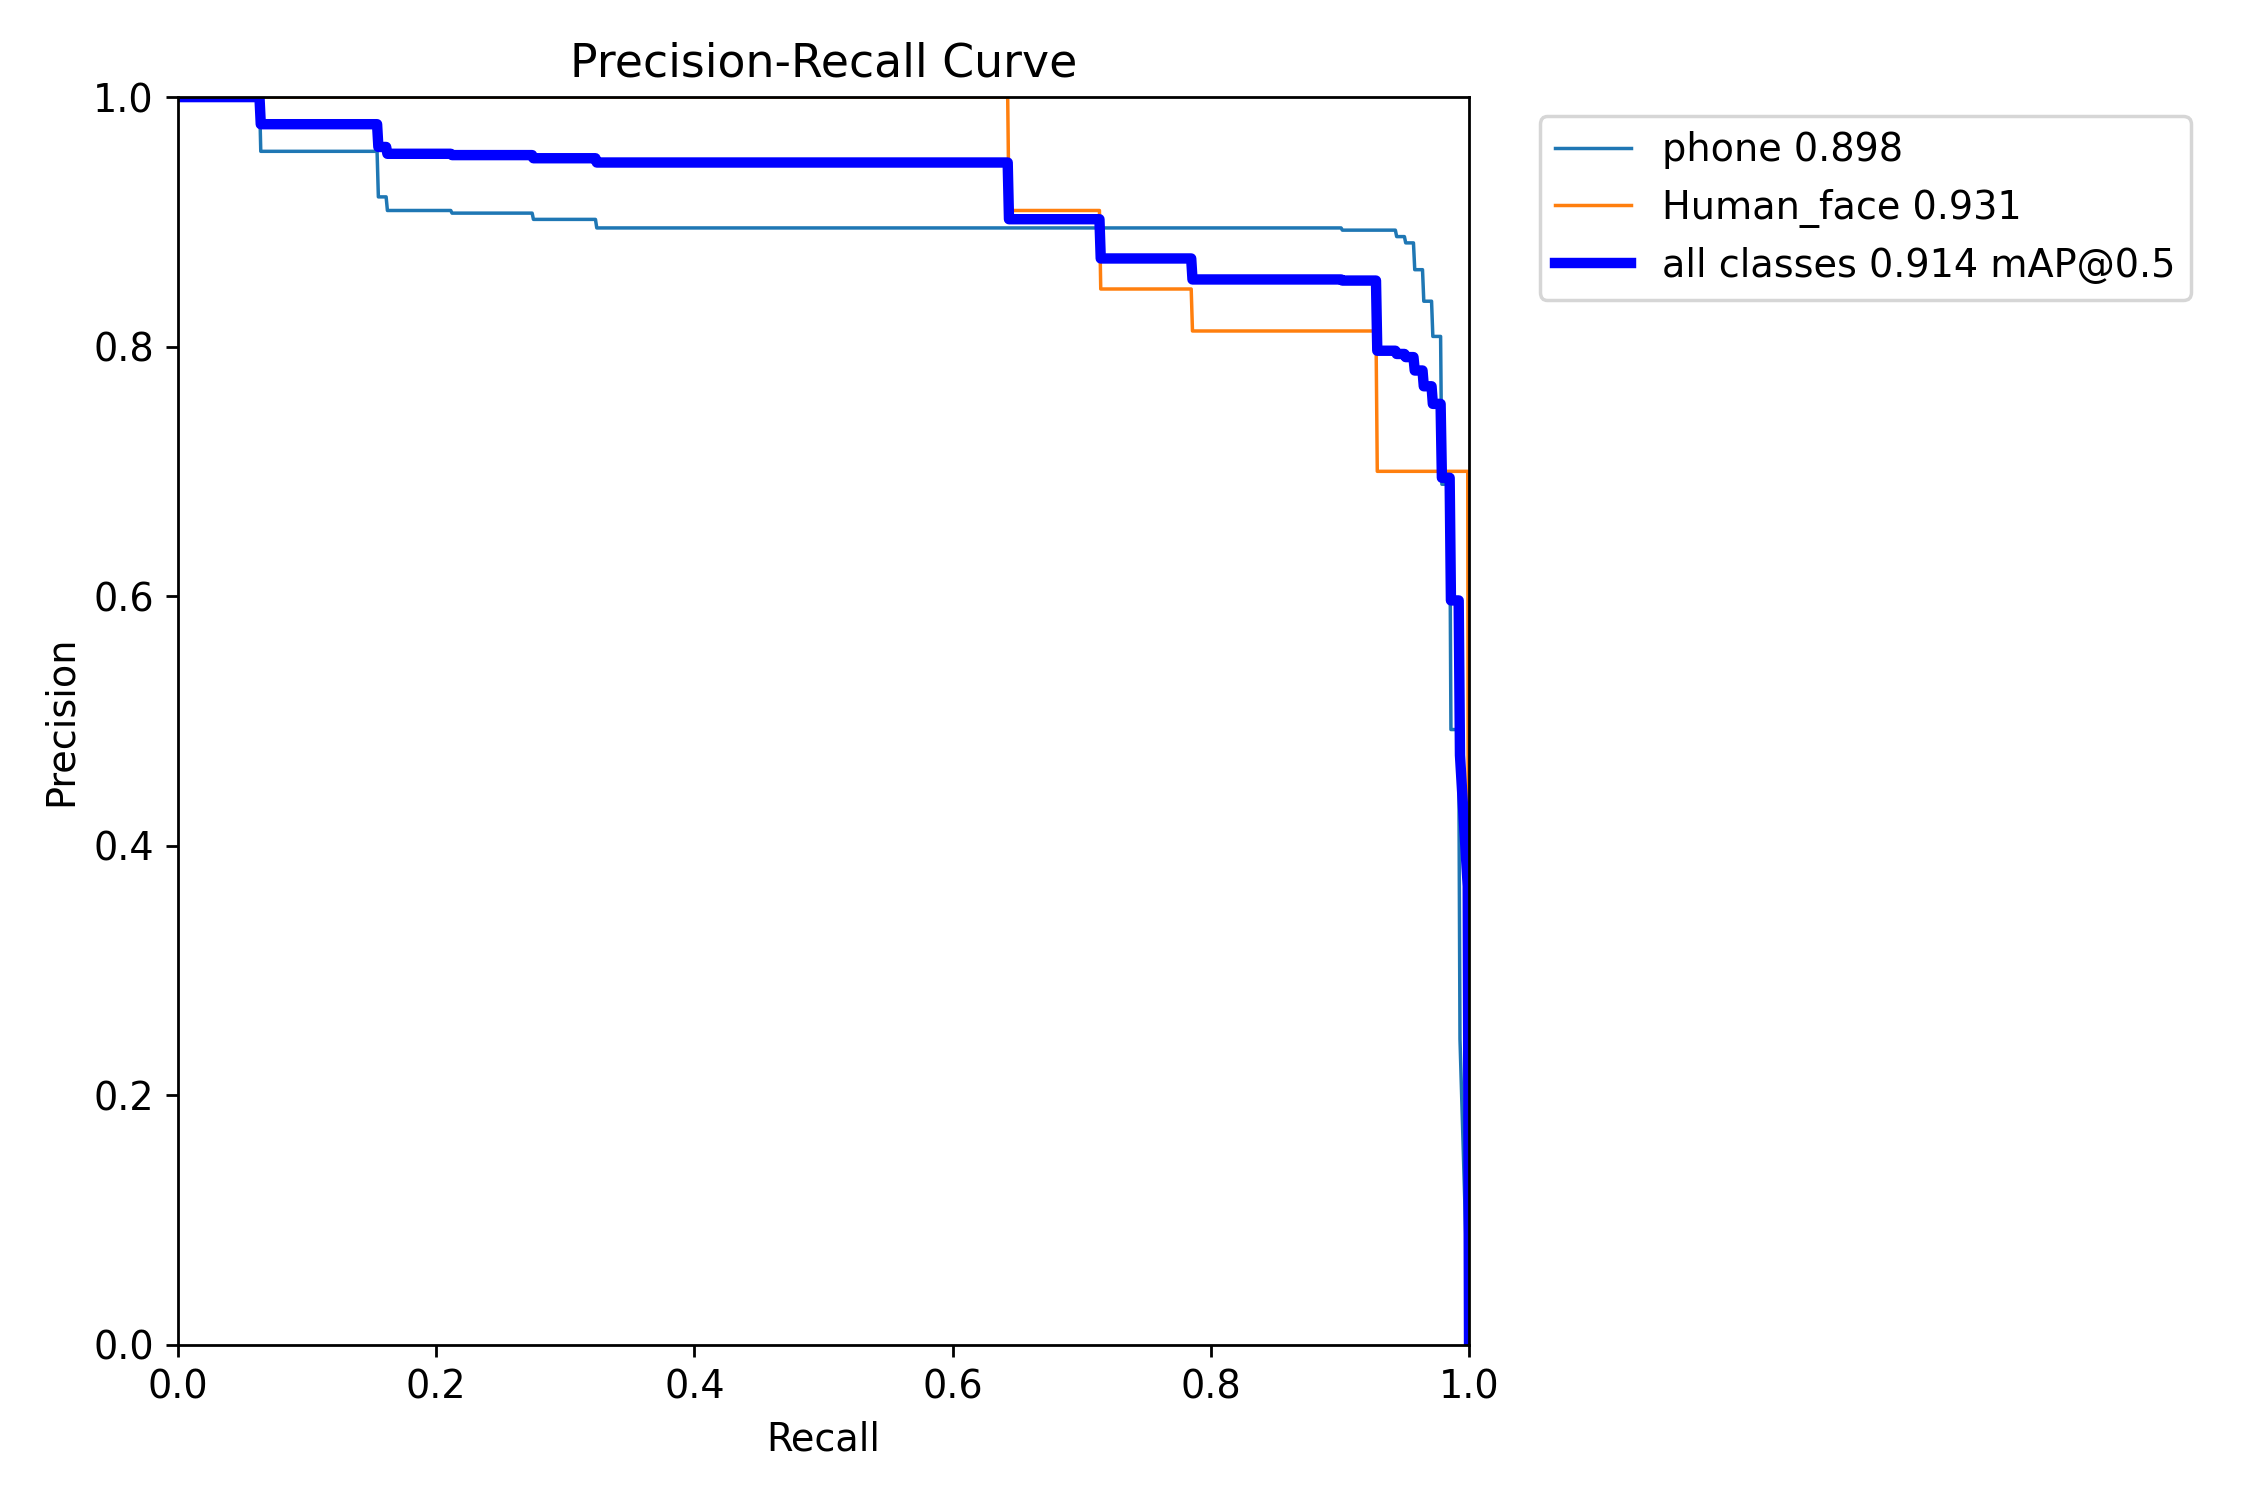 Precision-Recall Curve
1.0
0.8
0.6
0.4
0.2
0.0
Precision
0.0 0.2 0.4 0.6 0.8 1.0
Recall
phone 0.898
Human_face 0.931
all classes 0.914 mAP@0.5